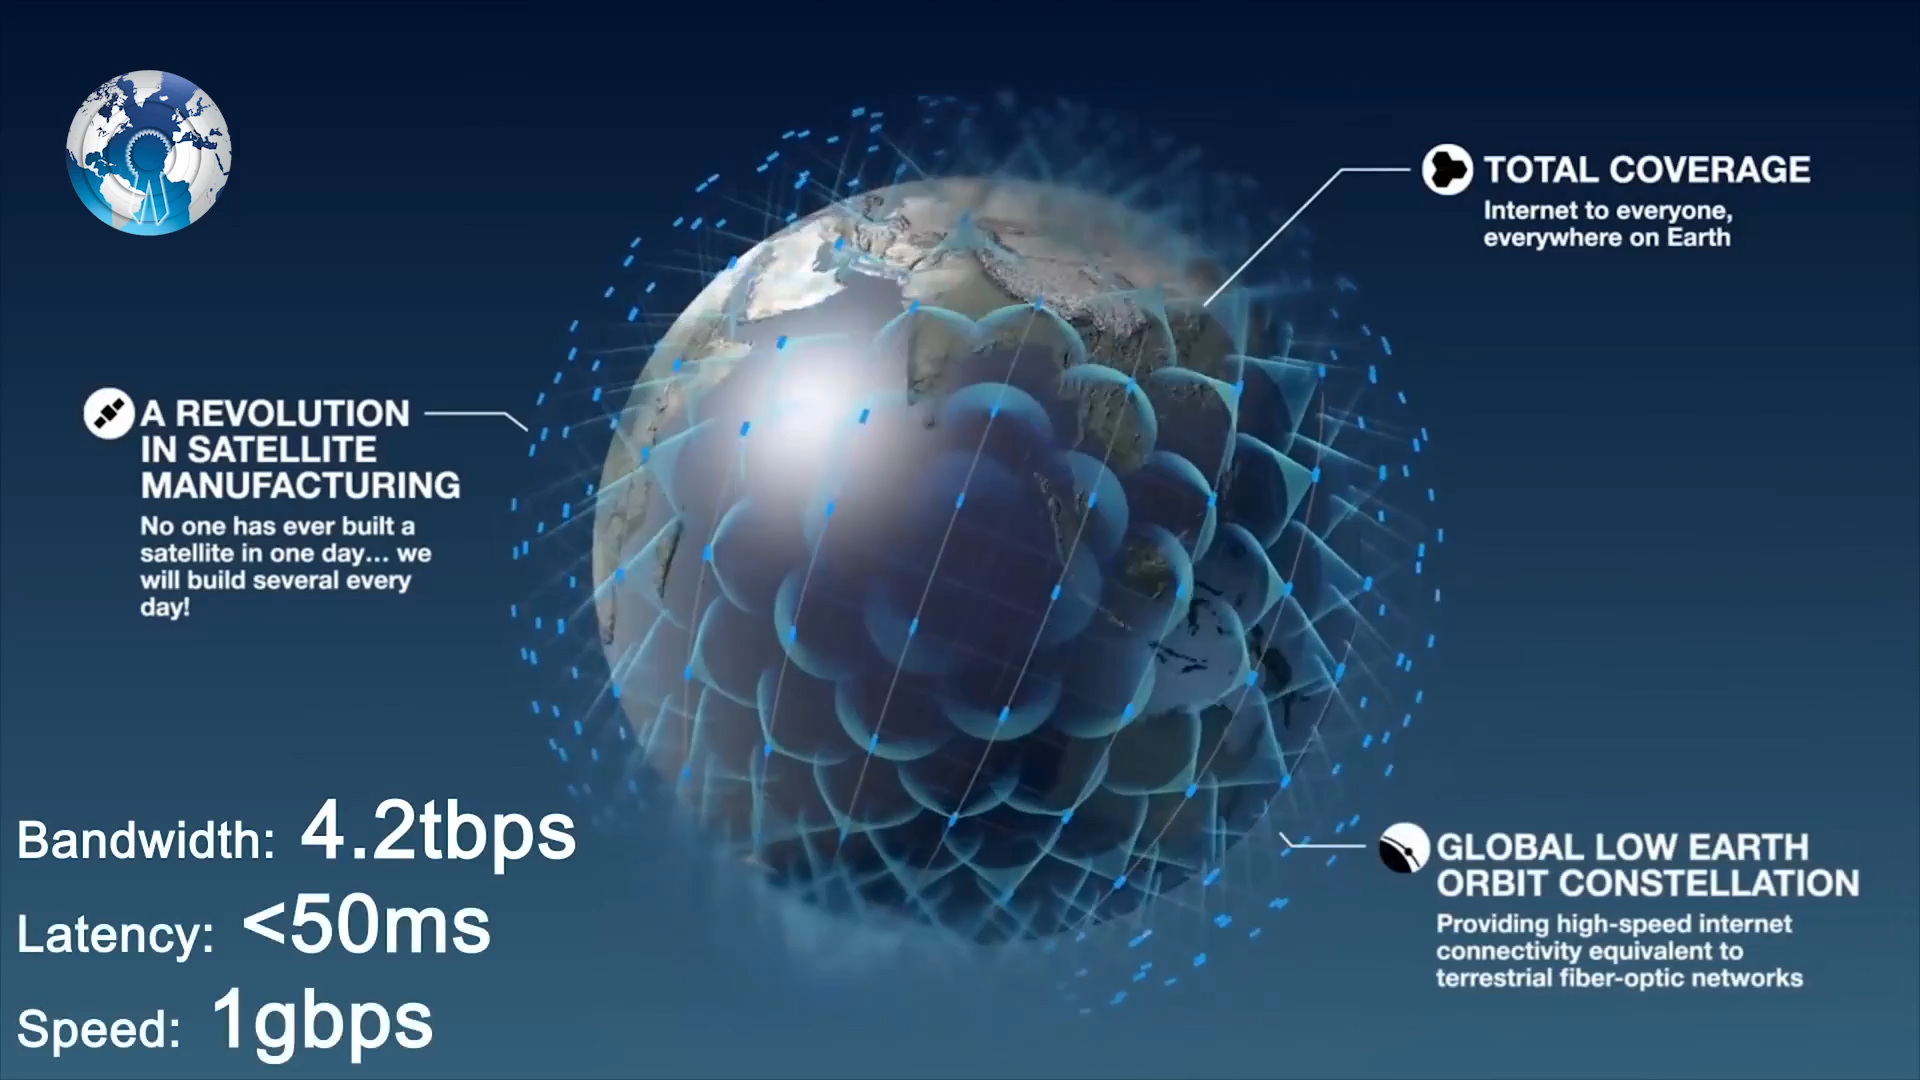 TOTAL COVERAGE
Internet to everyone,
everywhere on Earth
A REVOLUTION
IN SATELLITE
MANUFACTURING
No one has ever built a
satellite in one day... we
will build several every
day!
Bandwidth: 4.2tbps
Latency: <50ms
Speed: 1gbps
GLOBAL LOW EARTH
ORBIT CONSTELLATION
Providing high-speed internet
connectivity equivalent to
terrestrial fiber-optic networks